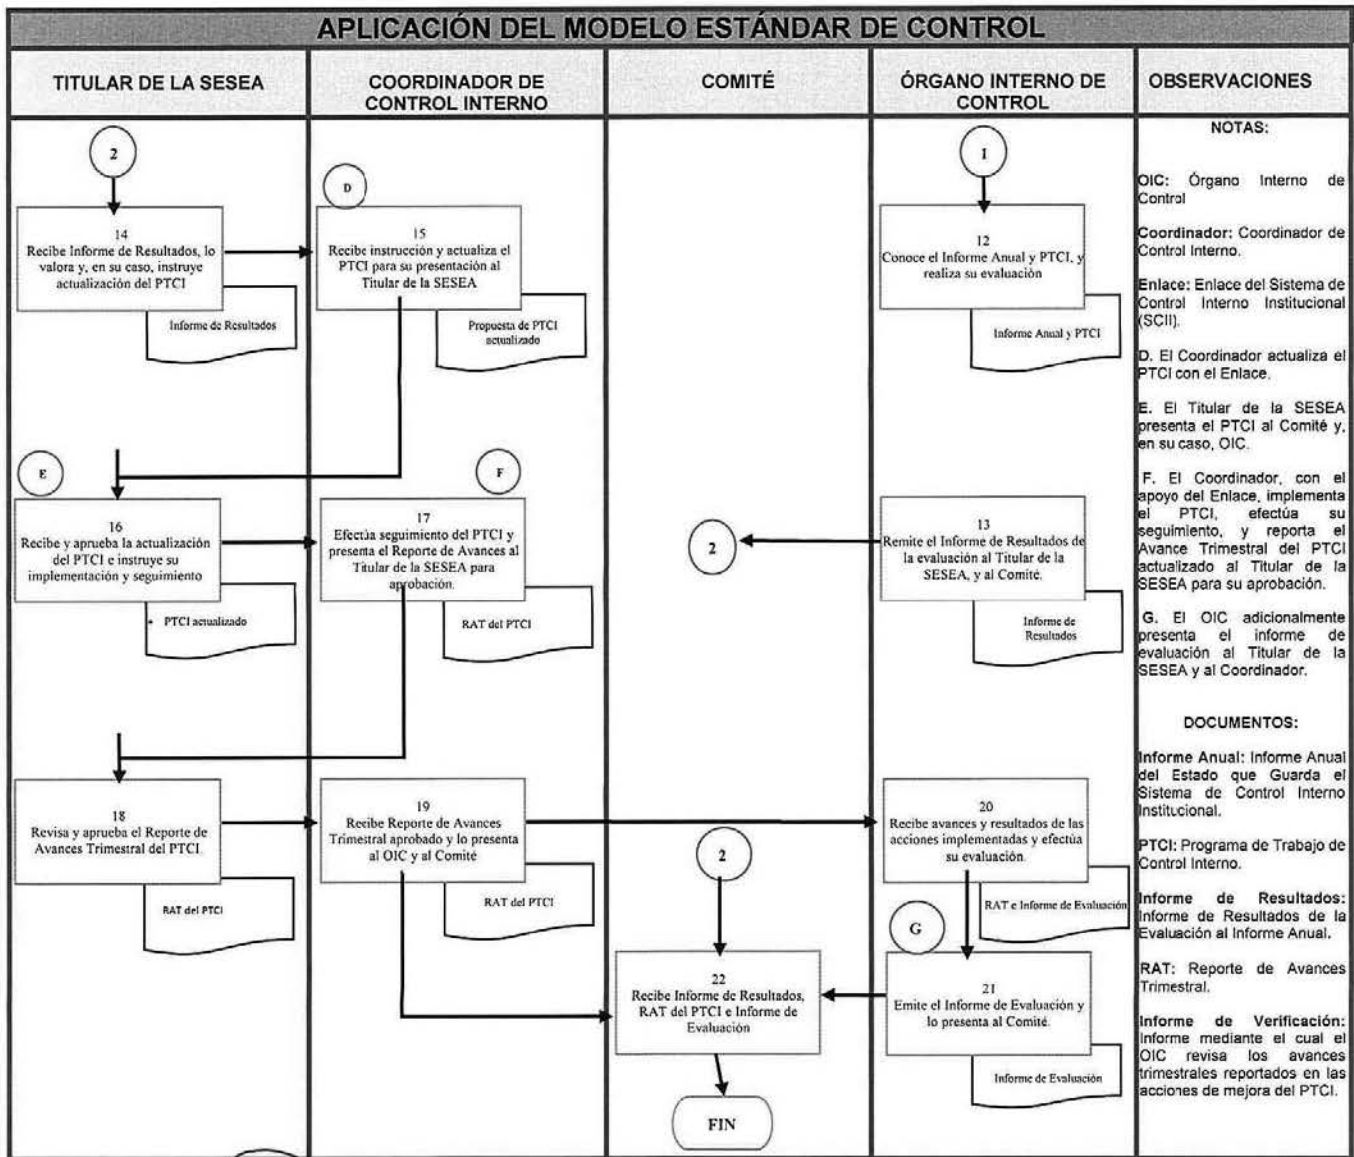 APLICACIÓN DEL MODELO ESTÁNDAR DE CONTROL
TITULAR DE LA SESEA
COORDINADOR DE
CONTROL INTERNO
COMITÉ
ÓRGANO INTERNO DE
CONTROL
OBSERVACIONES
2
14
Recibe Informe de Resultados, lo
valora y, en su caso, instruye
actualización del PTCI
Informe de Resultados
E
16
Recibe y aprueba la actualización
del PTCI e instruye su
implementación y seguimiento
PTCI actualizado
18
Revisa y aprueba el Reporte de
Avances Trimestral del PTCI.
RAT del PTCI
D
15
Recibe instrucción y actualiza el
PTCI para su presentación al
Titular de la SESEA
Propuesta de PTCI
actualizado
F
17
Efectúa seguimiento del PTCI y
presenta el Reporte de Avances al
Titular de la SESEA para
aprobación.
RAT del PTCI
19
Recibe Reporte de Avances
Trimestral aprobado y lo presenta
al OIC y al Comité
RAT del PTCI
2
2
22
Recibe Informe de Resultados,
RAT del PTCI e Informe de
Evaluación
FIN
1
12
Conoce el Informe Anual y PTCI, y
realiza su evaluación
Informe Anual y PTCI
13
Remite el Informe de Resultados de
la evaluación al Titular de la
SESEA, y al Comité.
Informe de
Resultados
20
Recibe avances y resultados de las
acciones implementadas y efectúa
su evaluación.
RAT e Informe de Evaluación
G
21
Emite el Informe de Evaluación y
lo presenta al Comité.
Informe de Evaluación
NOTAS:
OIC: Órgano Interno de
Control
Coordinador: Coordinador de
Control Interno.
Enlace: Enlace del Sistema de
Control Interno Institucional
(SCII).
D. El Coordinador actualiza el
PTCI con el Enlace.
E. El Titular de la SESEA
presenta el PTCI al Comité y,
en su caso, OIC.
F. El Coordinador, con el
apoyo del Enlace, implementa
el PTCI, efectúa su
seguimiento, y reporta el
Avance Trimestral del PTCI
actualizado al Titular de la
SESEA para su aprobación.
G. El OIC adicionalmente
presenta el informe de
evaluación al Titular de la
SESEA y al Coordinador.
DOCUMENTOS:
Informe Anual: Informe Anual
del Estado que Guarda el
Sistema de Control Interno
Institucional.
PTCI: Programa de Trabajo de
Control Interno.
Informe de Resultados:
Informe de Resultados de la
Evaluación al Informe Anual.
RAT: Reporte de Avances
Trimestral.
Informe de Verificación:
Informe mediante el cual el
OIC revisa los avances
trimestrales reportados en las
acciones de mejora del PTCI.